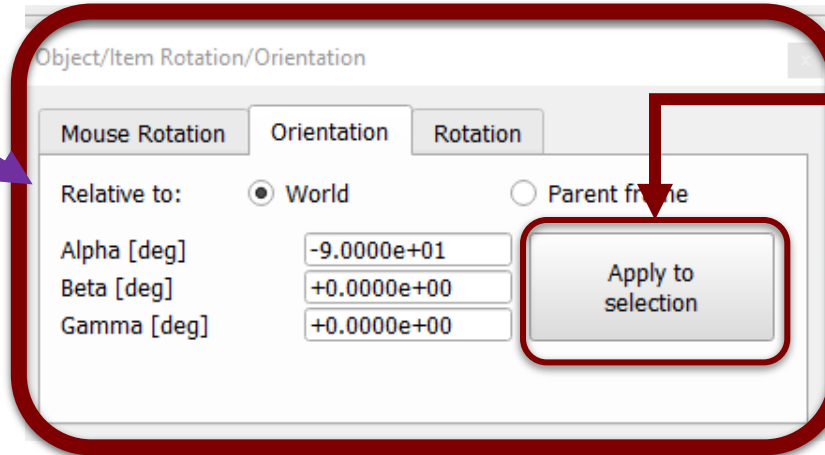 Object/Item Rotation/Orientation
x
Mouse Rotation Orientation Rotation
Relative to: World Parent frame
Alpha [deg] -9.0000e+01
Beta [deg] +0.0000e+00
Gamma [deg] +0.0000e+00
Apply to
selection